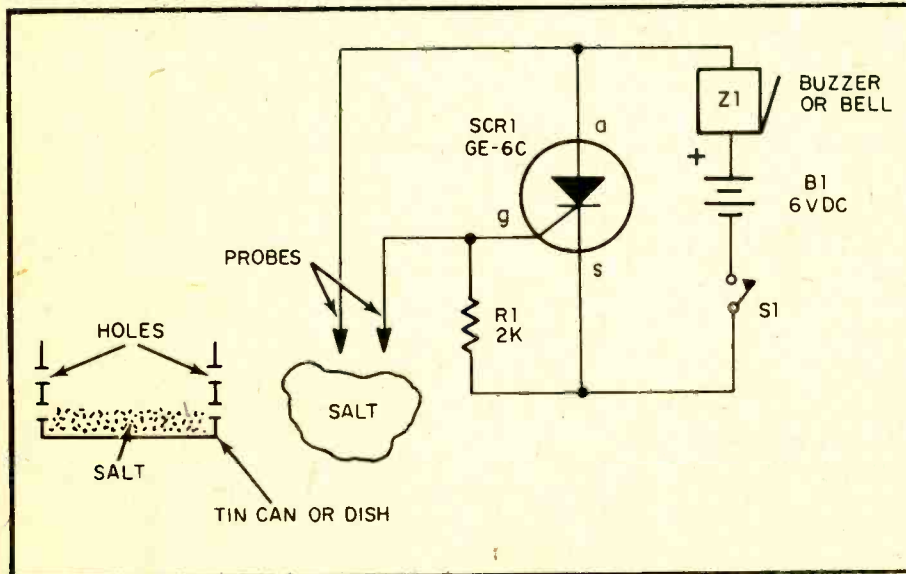 BUZZER
OR BELL
Z1
SCR1
GE-6C
a
+
B1
6VDC
g
PROBES
s
S1
R1
2K
HOLES
SALT
SALT
TIN CAN OR DISH